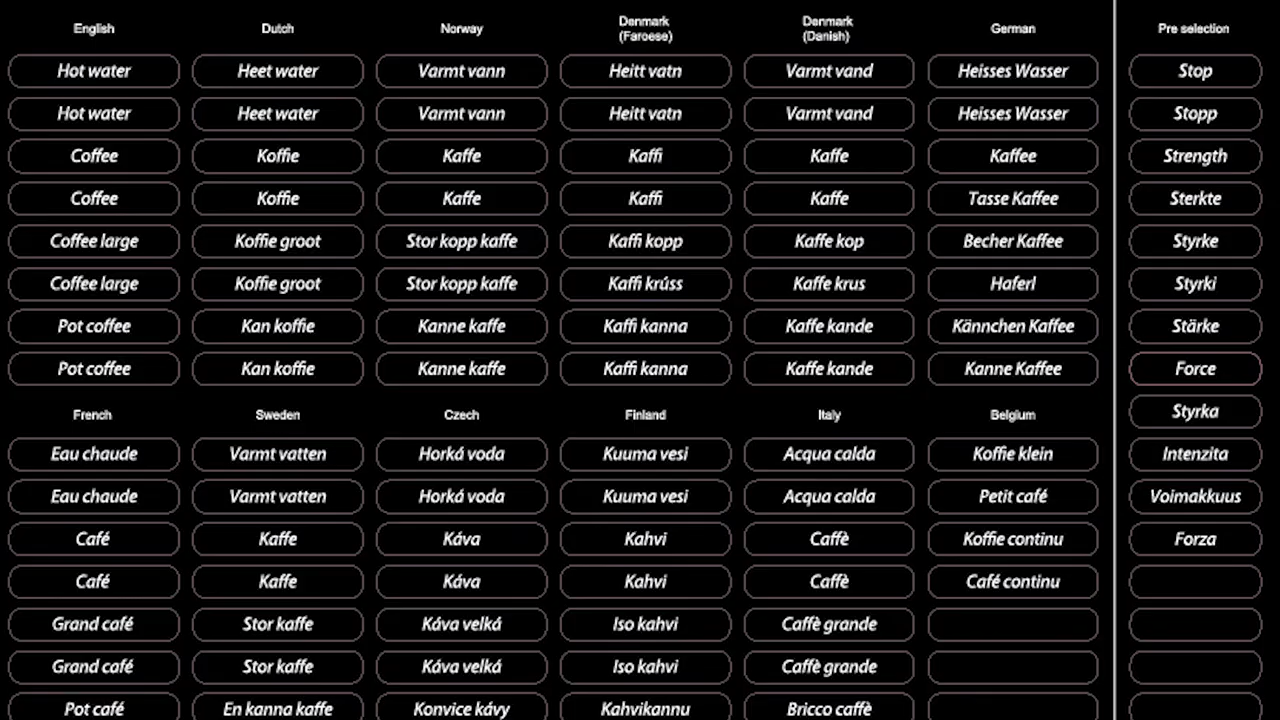 English Dutch Norway Denmark (Faroese) Denmark (Danish) German Pre selection
Hot water Heet water Varmt vann Heitt vatn Varmt vand Heisses Wasser Stop
Hot water Heet water Varmt vann Heitt vatn Varmt vand Heisses Wasser Stopp
Coffee Koffie Kaffe Kaffi Kaffe Kaffee Strength
Coffee Koffie Kaffe Kaffi Kaffe Tasse Kaffee Sterkte
Coffee large Koffie groot Stor kopp kaffe Kaffi kopp Kaffe kop Becher Kaffee Styrke
Coffee large Koffie groot Stor kopp kaffe Kaffi krúss Kaffe krus Haferl Styrki
Pot coffee Kan koffie Kanne kaffe Kaffi kanna Kaffe kande Kännchen Kaffee Stärke
Pot coffee Kan koffie Kanne kaffe Kaffi kanna Kaffe kande Kanne Kaffee Force
French Sweden Czech Finland Italy Belgium Styrka
Eau chaude Varmt vatten Horká voda Kuuma vesi Acqua calda Koffie klein Intenzita
Eau chaude Varmt vatten Horká voda Kuuma vesi Acqua calda Petit café Voimakkuus
Café Kaffe Káva Kahvi Caffè Koffie continu Forza
Café Kaffe Káva Kahvi Caffè Café continu
Grand café Stor kaffe Káva velká Iso kahvi Caffè grande
Grand café Stor kaffe Káva velká Iso kahvi Caffè grande
Pot café En kanna kaffe Konvice kávy Kahvikannu Bricco caffè